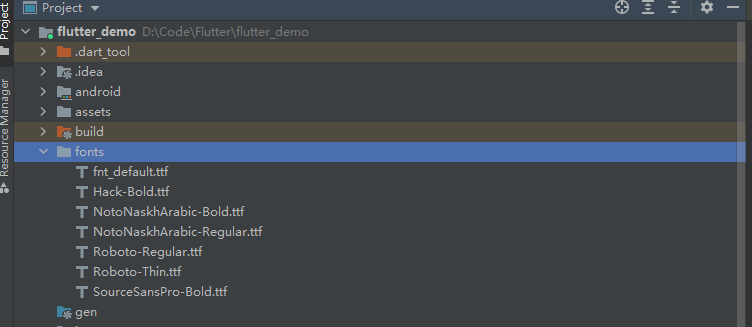 Project
flutter_demo D:\Code\Flutter\flutter_demo
.dart_tool
.idea
android
assets
build
fonts
fnt_default.ttf
Hack-Bold.ttf
NotoNaskhArabic-Bold.ttf
NotoNaskhArabic-Regular.ttf
Roboto-Regular.ttf
Roboto-Thin.ttf
SourceSansPro-Bold.ttf
gen
Project
Resource Manager